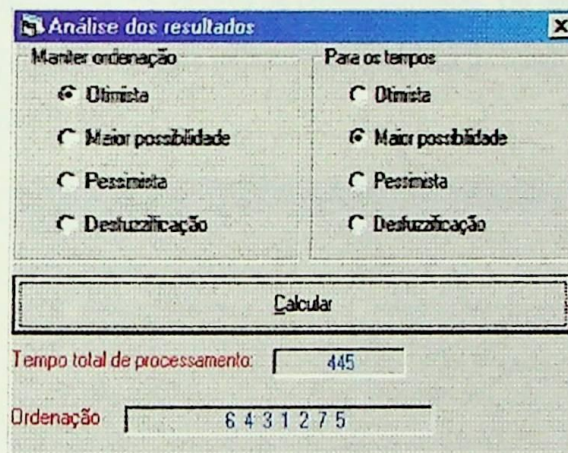 Análise dos resultados
Manter ordenação
Otimista
Maior possibilidade
Pessimista
Desfuzzificação
Para os tempos
Otimista
Maior possibilidade
Pessimista
Desfuzzificação
Calcular
Tempo total de processamento: 445
Ordenação 6 4 3 1 2 7 5